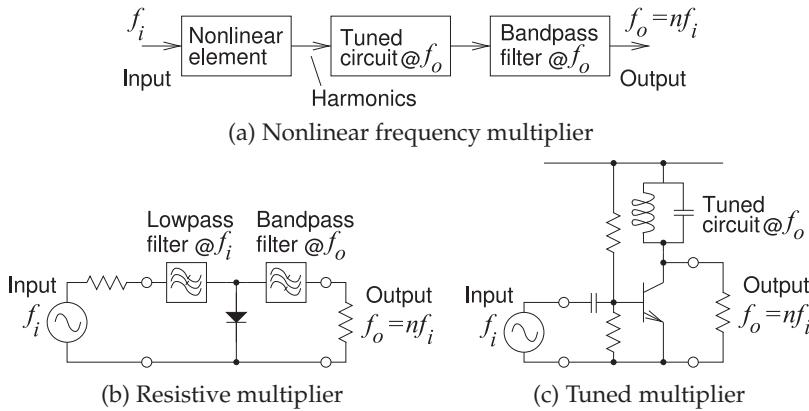 f_i
Input
Nonlinear
element
Harmonics
Tuned
circuit @ f_o
Bandpass
filter @ f_o
f_o = nf_i
Output
(a) Nonlinear frequency multiplier
Input
f_i
Lowpass
filter @ f_i
Bandpass
filter @ f_o
Output
f_o = nf_i
(b) Resistive multiplier
Input
f_i
Tuned
circuit @ f_o
Output
f_o = nf_i
(c) Tuned multiplier